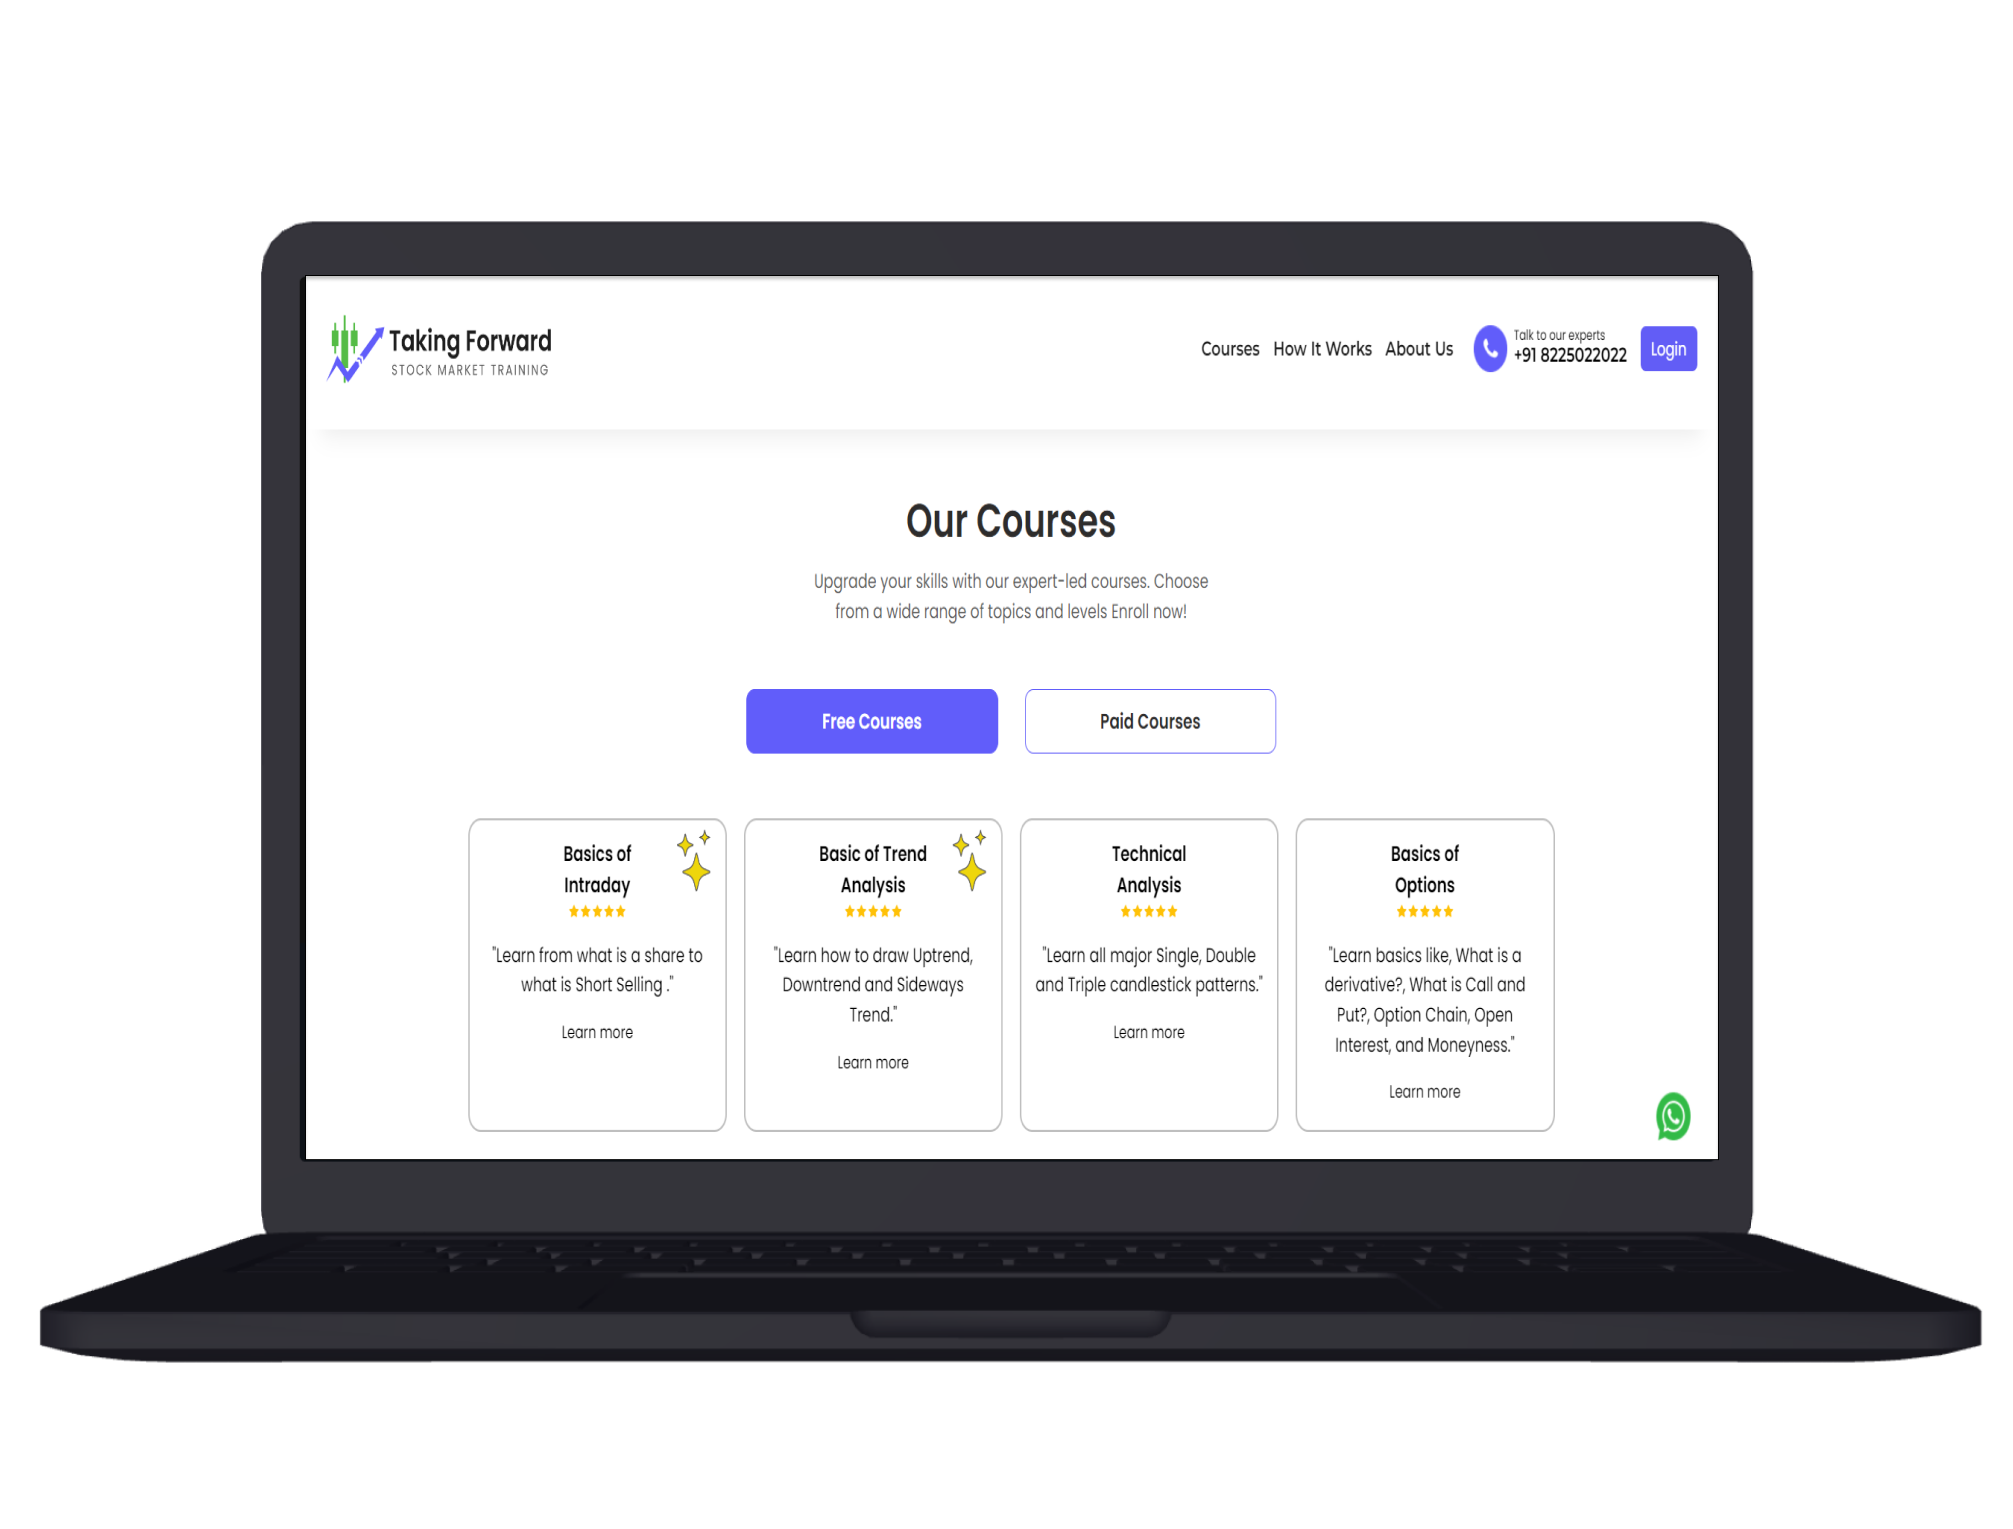 Taking Forward
STOCK MARKET TRAINING
Courses How It Works About Us
Talk to our experts
+91 8225022022
Login
Our Courses
Upgrade your skills with our expert-led courses. Choose
from a wide range of topics and levels Enroll now!
Free Courses
Paid Courses
Basics of
Intraday
"Learn from what is a share to
what is Short Selling ."
Learn more
Basic of Trend
Analysis
"Learn how to draw Uptrend,
Downtrend and Sideways
Trend."
Learn more
Technical
Analysis
"Learn all major Single, Double
and Triple candlestick patterns."
Learn more
Basics of
Options
"Learn basics like, What is a
derivative?, What is Call and
Put?, Option Chain, Open
Interest, and Moneyness."
Learn more